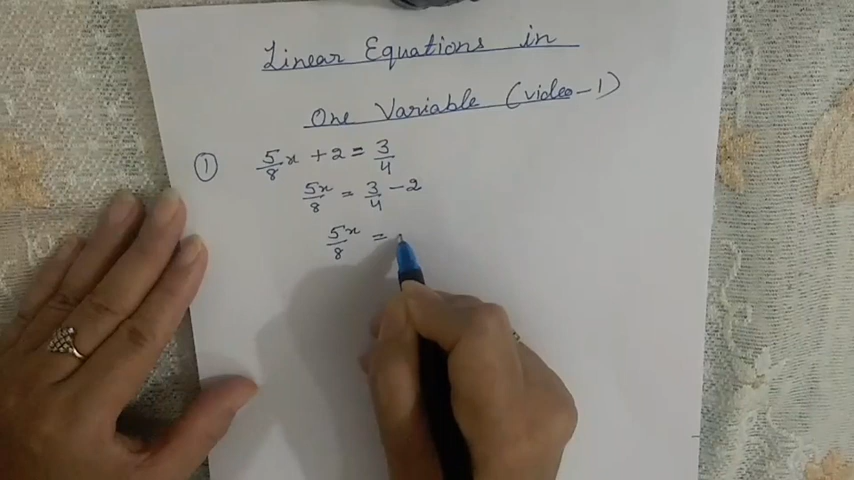 Linear Equations in
One Variable (video-1)
① 5/8 x + 2 = 3/4
5x/8 = 3/4 - 2
5x/8 =